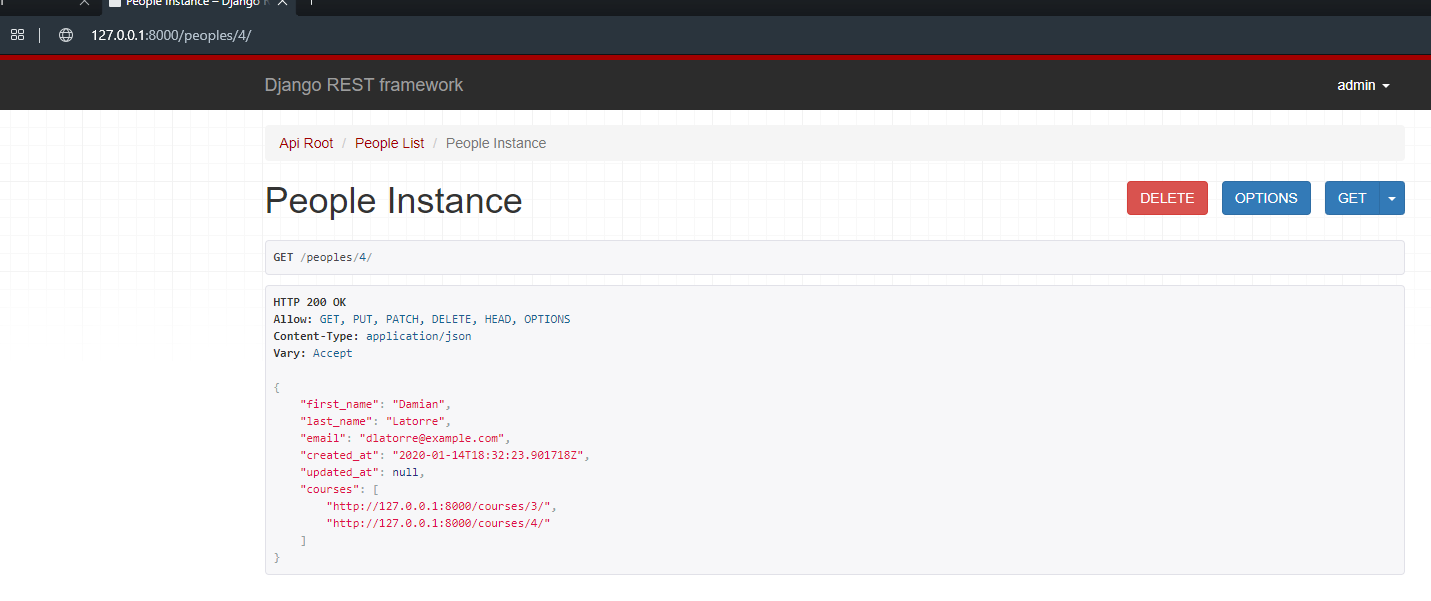 People Instance – Django R
127.0.0.1:8000/peoples/4/
Django REST framework
admin
Api Root / People List / People Instance
People Instance
DELETE
OPTIONS
GET
GET /peoples/4/
HTTP 200 OK
Allow: GET, PUT, PATCH, DELETE, HEAD, OPTIONS
Content-Type: application/json
Vary: Accept
{
    "first_name": "Damian",
    "last_name": "Latorre",
    "email": "dlatorre@example.com",
    "created_at": "2020-01-14T18:32:23.901718Z",
    "updated_at": null,
    "courses": [
        "http://127.0.0.1:8000/courses/3/",
        "http://127.0.0.1:8000/courses/4/"
    ]
}